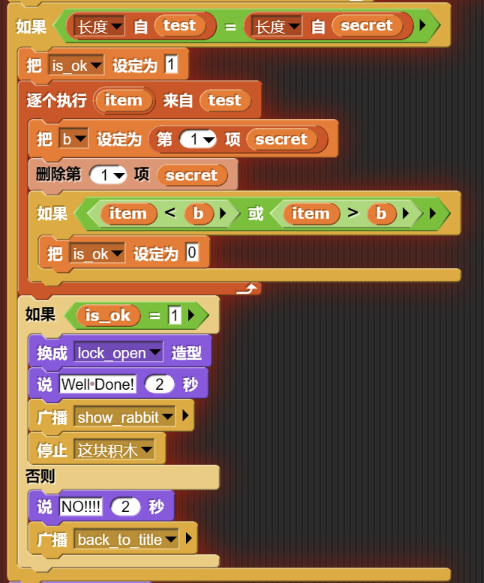 如果 长度 自 test = 长度 自 secret
把 is_ok 设定为 1
逐个执行 item 来自 test
把 b 设定为 第 1 项 secret
删除第 1 项 secret
如果 item < b 或 item > b
把 is_ok 设定为 0
如果 is_ok = 1
换成 lock_open 造型
说 Well Done! 2 秒
广播 show_rabbit
停止 这块积木
否则
说 NO!!!! 2 秒
广播 back_to_title